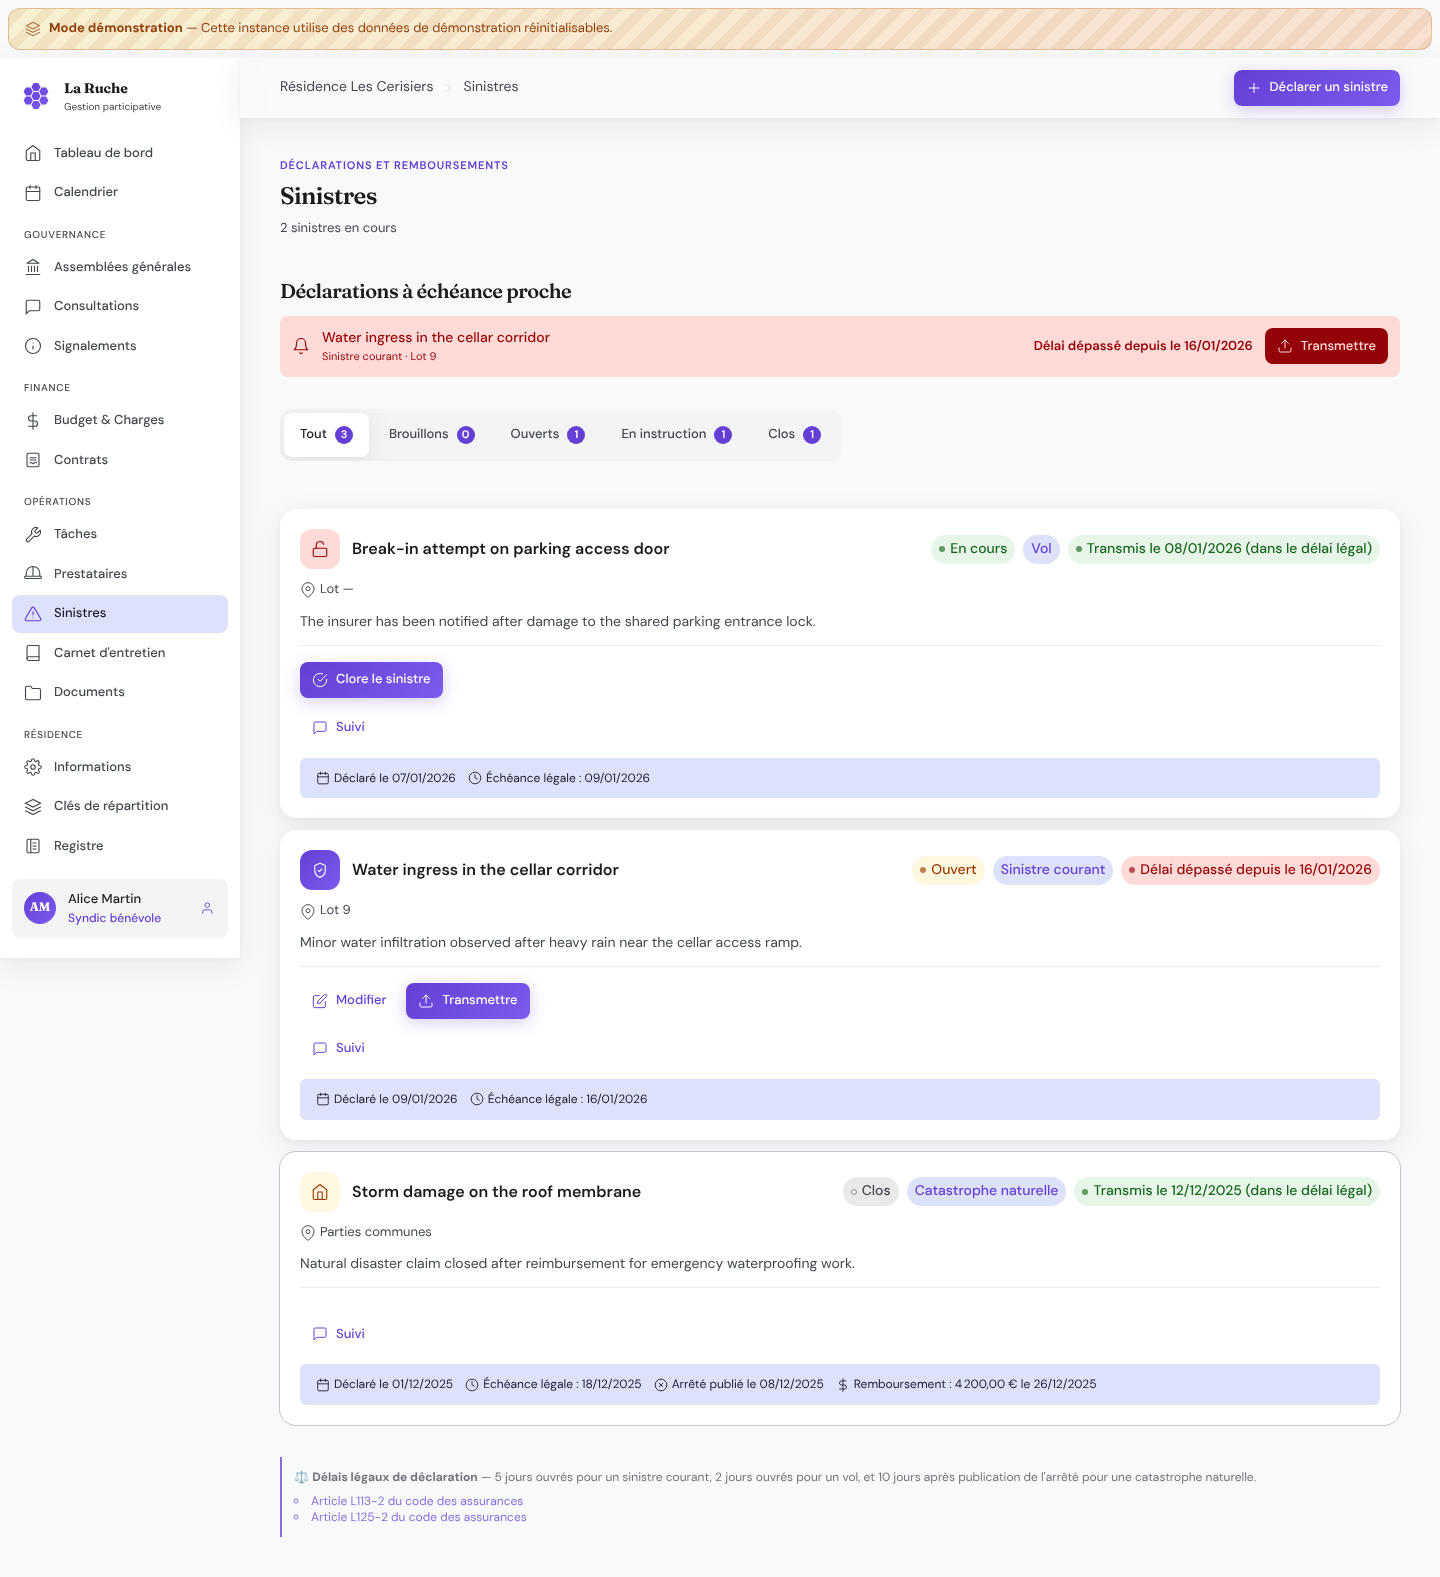 Mode démonstration — Cette instance utilise des données de démonstration réinitialisables.
La Ruche
Gestion participative
Tableau de bord
Calendrier
GOUVERNANCE
Assemblées générales
Consultations
Signalements
FINANCE
Budget & Charges
Contrats
OPÉRATIONS
Tâches
Prestataires
Sinistres
Carnet d'entretien
Documents
RÉSIDENCE
Informations
Clés de répartition
Registre
AM
Alice Martin
Syndic bénévole
Résidence Les Cerisiers > Sinistres
Déclarer un sinistre
DÉCLARATIONS ET REMBOURSEMENTS
Sinistres
2 sinistres en cours
Déclarations à échéance proche
Water ingress in the cellar corridor
Sinistre courant · Lot 9
Délai dépassé depuis le 16/01/2026 Transmettre
Tout 3 Brouillons 0 Ouverts 1 En instruction 1 Clos 1
Break-in attempt on parking access door En cours Vol Transmis le 08/01/2026 (dans le délai légal)
Lot —
The insurer has been notified after damage to the shared parking entrance lock.
Clore le sinistre
Suivi
Déclaré le 07/01/2026 Échéance légale : 09/01/2026
Water ingress in the cellar corridor Ouvert Sinistre courant Délai dépassé depuis le 16/01/2026
Lot 9
Minor water infiltration observed after heavy rain near the cellar access ramp.
Modifier Transmettre
Suivi
Déclaré le 09/01/2026 Échéance légale : 16/01/2026
Storm damage on the roof membrane Clos Catastrophe naturelle Transmis le 12/12/2025 (dans le délai légal)
Parties communes
Natural disaster claim closed after reimbursement for emergency waterproofing work.
Suivi
Déclaré le 01/12/2025 Échéance légale : 18/12/2025 Arrêté publié le 08/12/2025 Remboursement : 4 200,00 € le 26/12/2025
⚖️ Délais légaux de déclaration — 5 jours ouvrés pour un sinistre courant, 2 jours ouvrés pour un vol, et 10 jours après publication de l'arrêté pour une catastrophe naturelle.
Article L113-2 du code des assurances
Article L125-2 du code des assurances